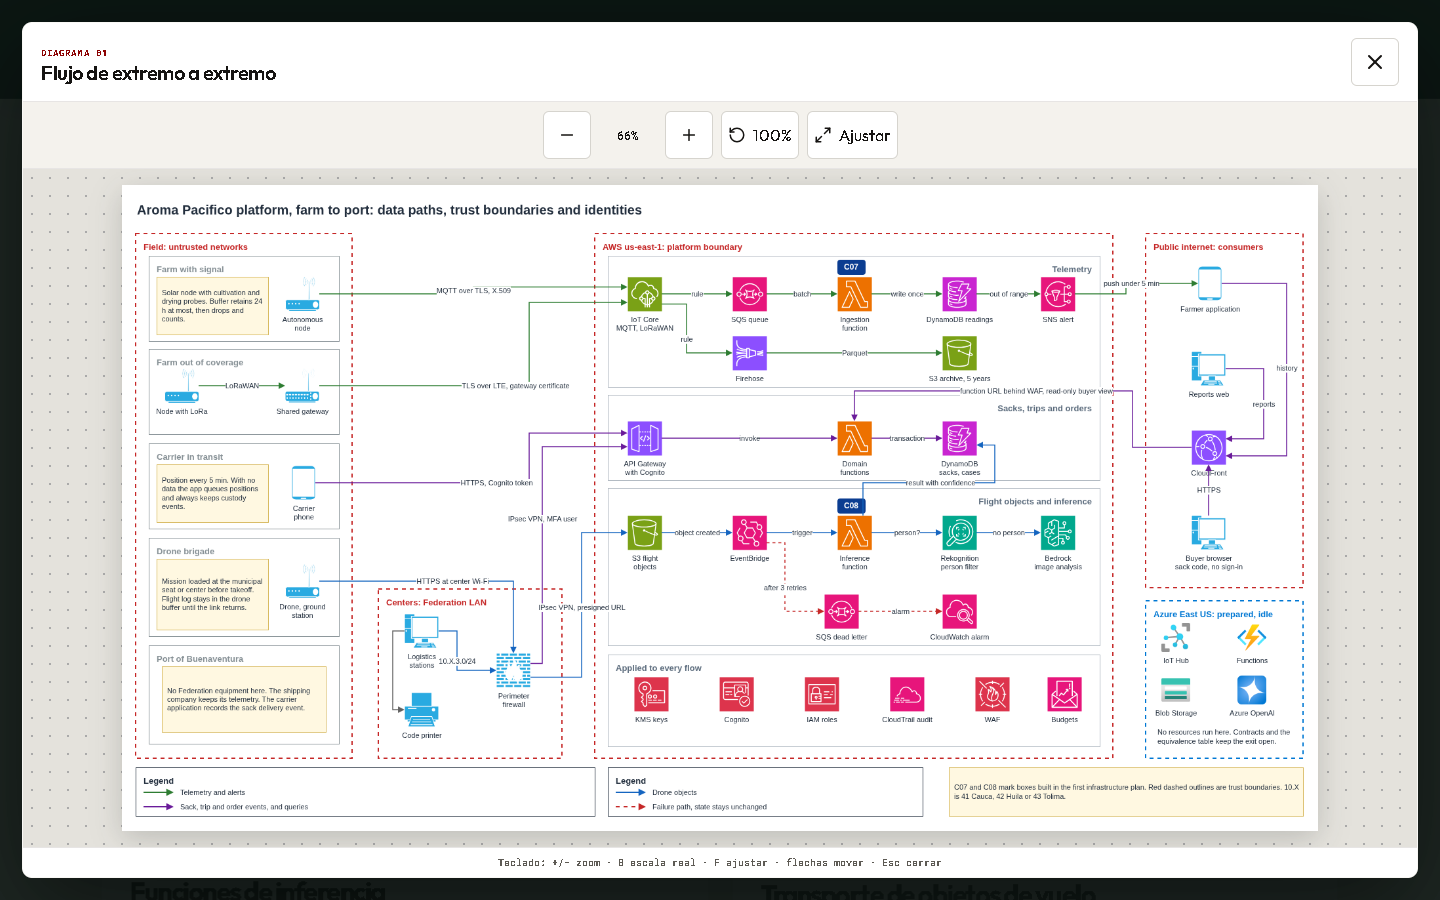 DIAGRAMA 01
Flujo de extremo a extremo
66%
100%
Ajustar
Aroma Pacifico platform, farm to port: data paths, trust boundaries and identities
Field: untrusted networks
Farm with signal
Solar node with cultivation and
drying probes. Buffer retains 24
h at most, then drops and
counts.
Autonomous
node
Farm out of coverage
LoRaWAN
Node with LoRa
Shared gateway
Carrier in transit
Position every 5 min. With no
data the app queues positions
and always keeps custody
events.
Carrier
phone
Drone brigade
Mission loaded at the municipal
seat or center before takeoff.
Flight log stays in the drone
buffer until the link returns.
Drone, ground
station
Port of Buenaventura
No Federation equipment here. The shipping
company keeps its telemetry. The carrier
application records the sack delivery event.
MQTT over TLS, X.509
TLS over LTE, gateway certificate
HTTPS, Cognito token
IPsec VPN, MFA user
HTTPS at center Wi-Fi
IPsec VPN, presigned URL
Centers: Federation LAN
Logistics
stations
10.X.3.0/24
Perimeter
firewall
Code printer
AWS us-east-1: platform boundary
Telemetry
C07
IoT Core
MQTT, LoRaWAN
rule
SQS queue
batch
Ingestion
function
write once
DynamoDB readings
out of range
SNS alert
push under 5 min
rule
Firehose
Parquet
S3 archive, 5 years
function URL behind WAF, read-only buyer view
Sacks, trips and orders
API Gateway
with Cognito
invoke
Domain
functions
transaction
DynamoDB
sacks, cases
result with confidence
Flight objects and inference
C08
S3 flight
objects
object created
EventBridge
trigger
Inference
function
person?
Rekognition
person filter
no person
Bedrock
image analysis
after 3 retries
SQS dead letter
alarm
CloudWatch alarm
Applied to every flow
KMS keys
Cognito
IAM roles
CloudTrail audit
WAF
Budgets
Public internet: consumers
Farmer application
history
Reports web
reports
CloudFront
HTTPS
Buyer browser
sack code, no sign-in
Azure East US: prepared, idle
IoT Hub
Functions
Blob Storage
Azure OpenAI
No resources run here. Contracts and the
equivalence table keep the exit open.
Legend
Telemetry and alerts
Sack, trip and order events, and queries
Legend
Drone objects
Failure path, state stays unchanged
C07 and C08 mark boxes built in the first infrastructure plan. Red dashed outlines are trust boundaries. 10.X
is 41 Cauca, 42 Huila or 43 Tolima.
Teclado: +/- zoom · 0 escala real · F ajustar · flechas mover · Esc cerrar
Funciones de inferencia
Transporte de objetos de vuelo